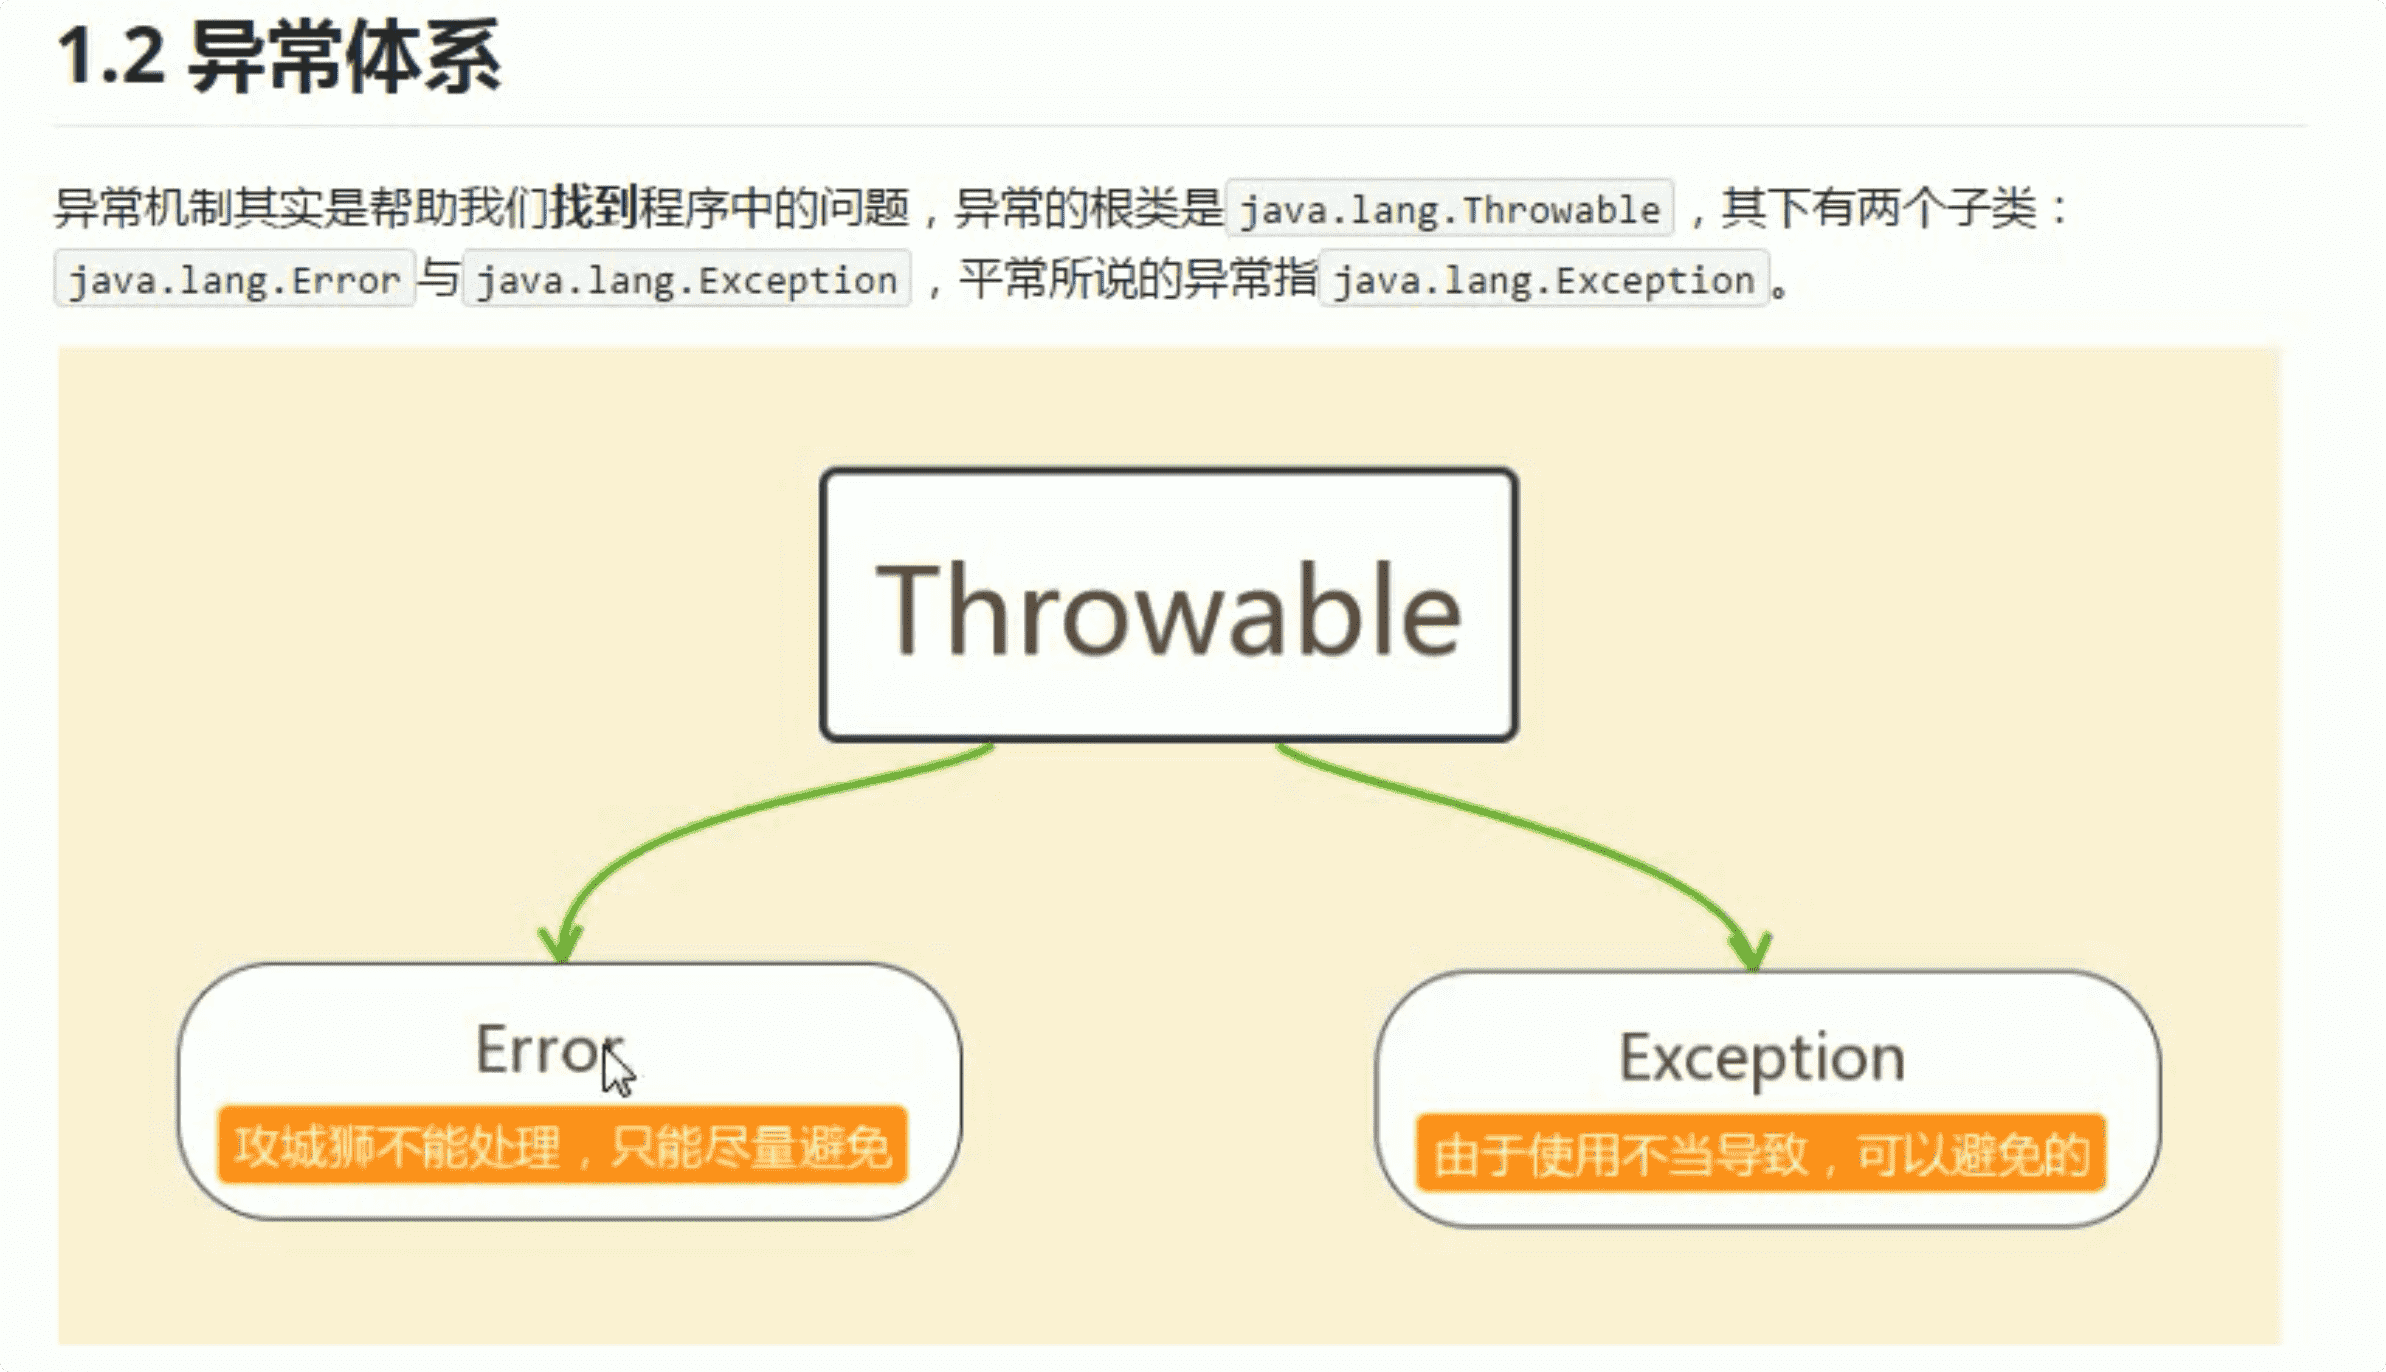 1.2 异常体系
异常机制其实是帮助我们找到程序中的问题，异常的根类是 java.lang.Throwable ，其下有两个子类：
java.lang.Error 与 java.lang.Exception ，平常所说的异常指 java.lang.Exception 。
Throwable
Error
攻城狮不能处理，只能尽量避免
Exception
由于使用不当导致，可以避免的